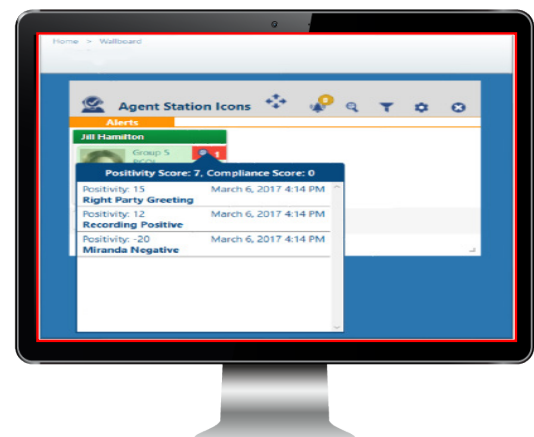 Home » Wallboard
Agent Station Icons
Alerts
Jill Hamilton
Group 5
1
Positivity Score: 7, Compliance Score: 0
Positivity: 15 March 6, 2017 4:14 PM
Right Party Greeting
Positivity: 12 March 6, 2017 4:14 PM
Recording Positive
Positivity: -20 March 6, 2017 4:14 PM
Miranda Negative